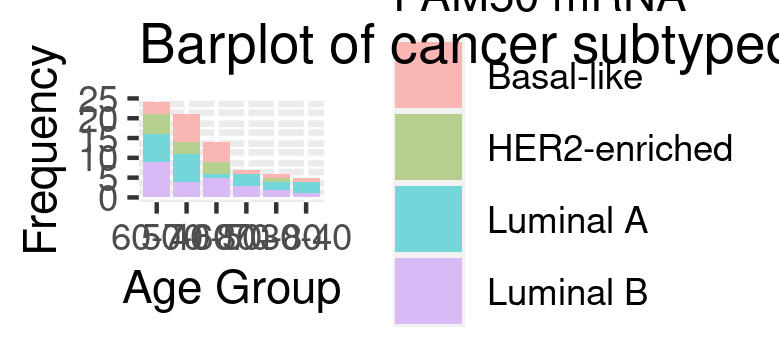 PAM50 mRNA
Barplot of cancer subtyped
Basal-like
HER2-enriched
Luminal A
Luminal B
Frequency
25
20
15
10
5
0
Age Group